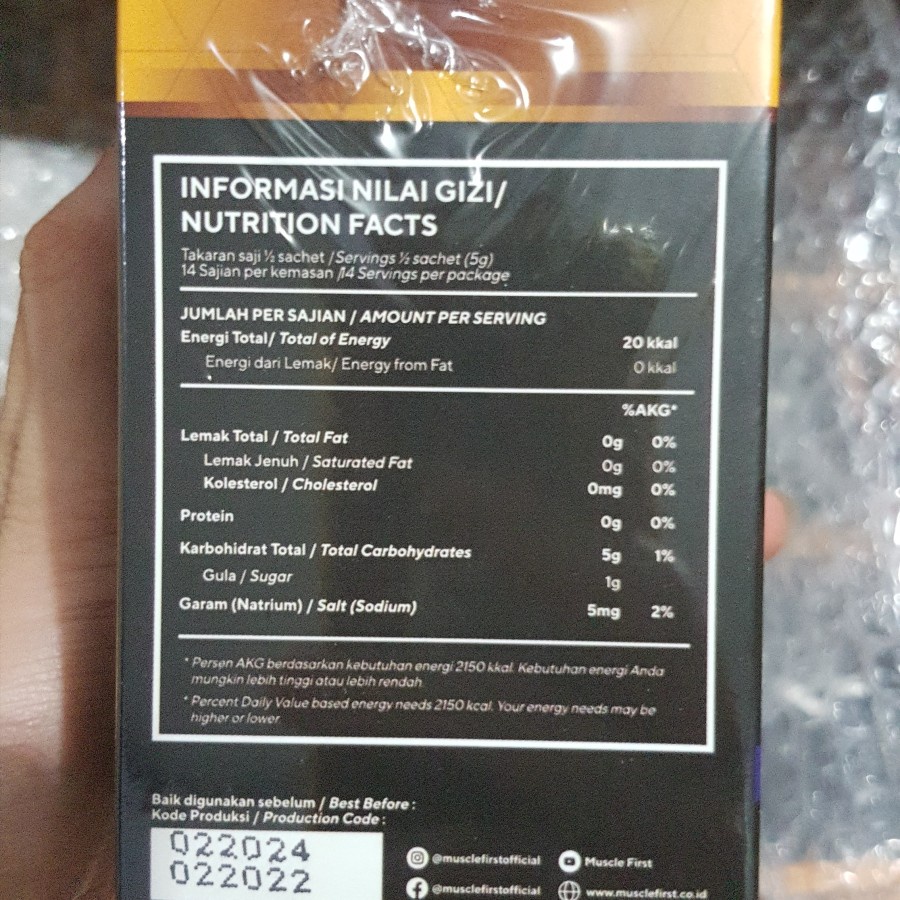 INFORMASI NILAI GIZI/
NUTRITION FACTS
Takaran saji ½ sachet / Servings ½ sachet (5g)
14 Sajian per kemasan /14 Servings per package
JUMLAH PER SAJIAN / AMOUNT PER SERVING
Energi Total/ Total of Energy 20 kkal
Energi dari Lemak/ Energy from Fat 0 kkal
%AKG*
Lemak Total / Total Fat 0g 0%
Lemak Jenuh / Saturated Fat 0g 0%
Kolesterol / Cholesterol 0mg 0%
Protein 0g 0%
Karbohidrat Total / Total Carbohydrates 5g 1%
Gula / Sugar 1g
Garam (Natrium) / Salt (Sodium) 5mg 2%
* Persen AKG berdasarkan kebutuhan energi 2150 kkal. Kebutuhan energi Anda
mungkin lebih tinggi atau lebih rendah.
* Percent Daily Value based energy needs 2150 kcal. Your energy needs may be
higher or lower.
Baik digunakan sebelum / Best Before :
Kode Produksi / Production Code :
022024
022022
@musclefirstofficial Muscle First
@musclefirstofficial www.musclefirst.co.id